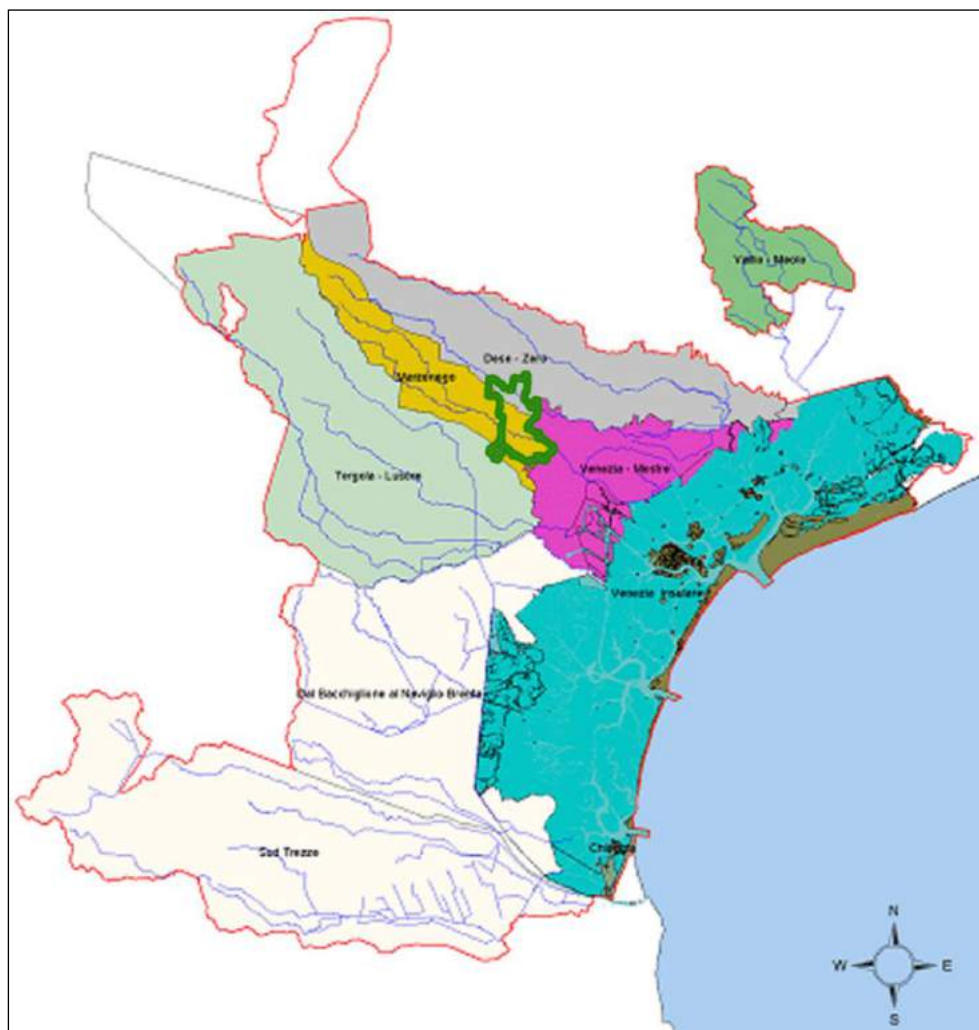 Vallio - Meolo
Dese - Zero
Marzenego
Venezia - Mestre
Tergola - Lusore
Venezia Insulare
Dal Bacchiglione al Naviglio Brenta
Chioggia
Sud Trezze
N
W E
S